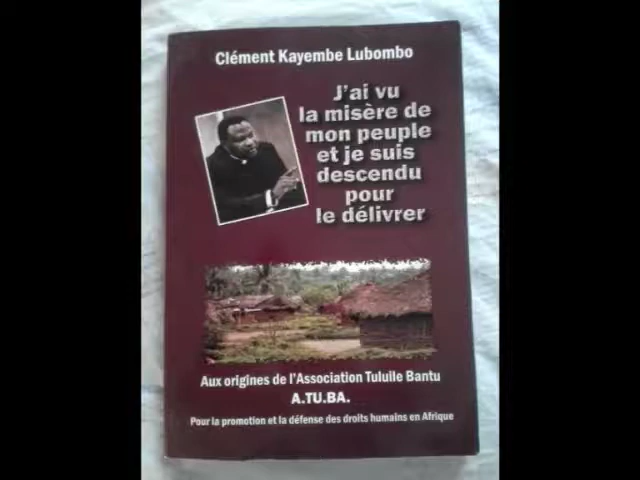 Clément Kayembe Lubombo
J'ai vu
la misère de
mon peuple
et je suis
descendu
pour
le délivrer
Aux origines de l'Association Tululle Bantu
A.TU.BA.
Pour la promotion et la défense des droits humains en Afrique